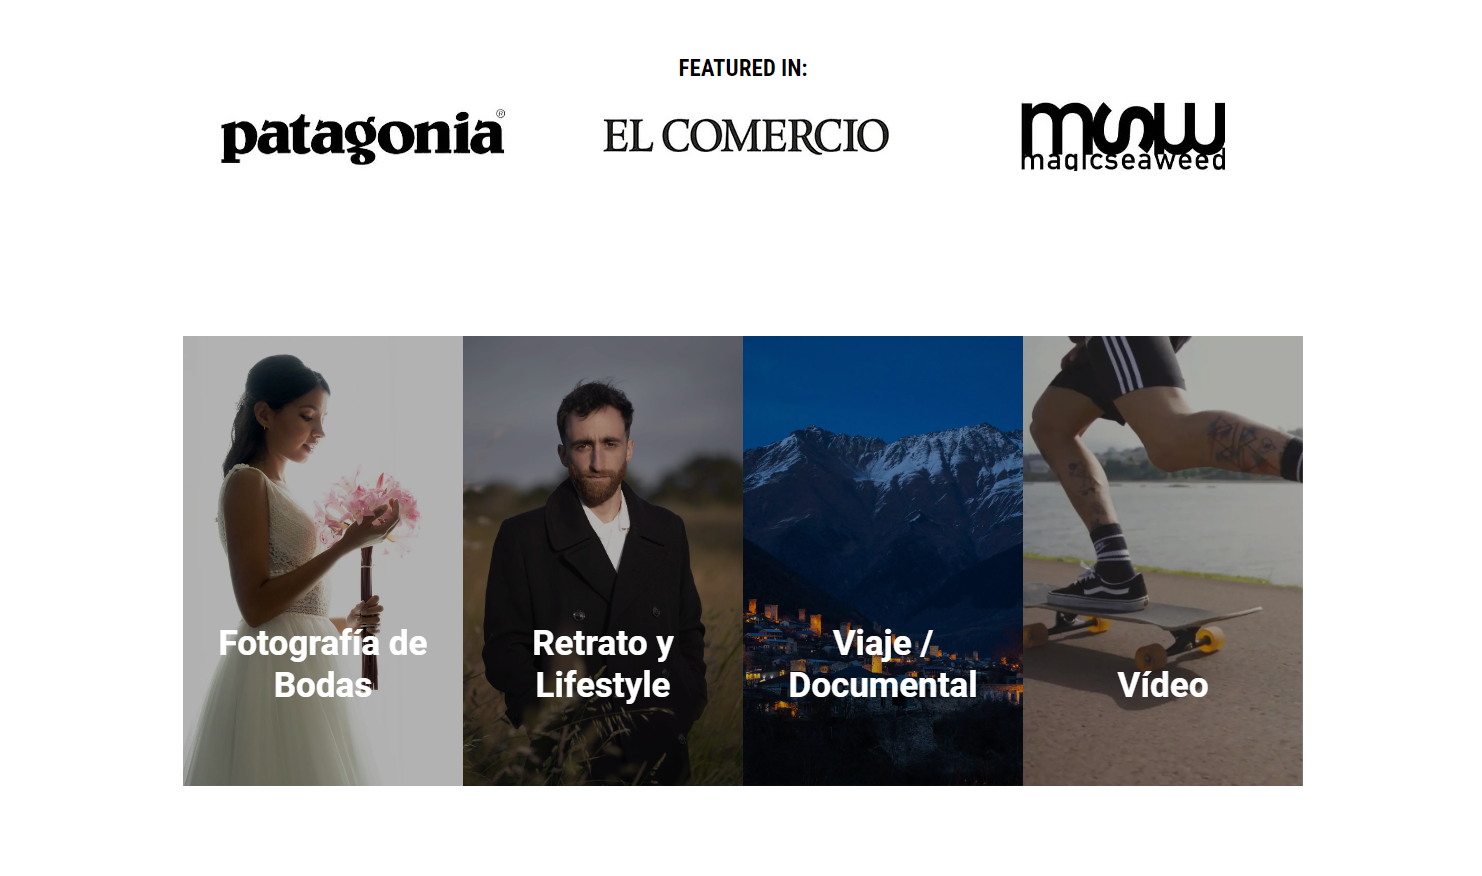 FEATURED IN:
patagonia®
EL COMERCIO
msw
magicseaweed
Fotografía de
Bodas
Retrato y
Lifestyle
Viaje /
Documental
Vídeo